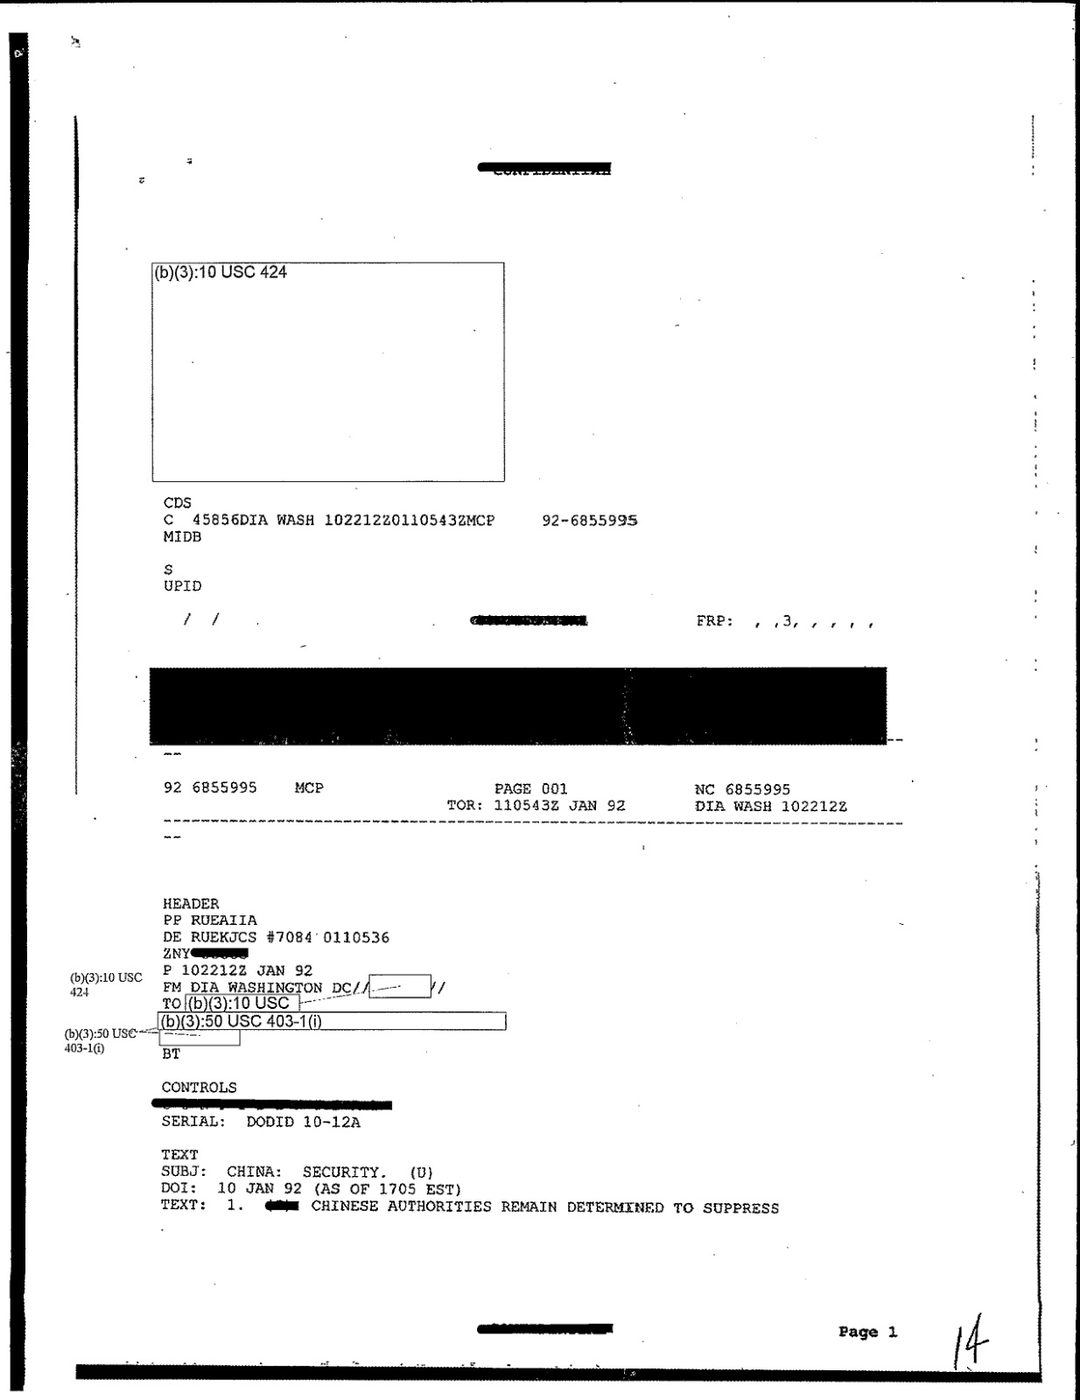 (b)(3):10 USC 424
CDS
C  45856DIA WASH 102212Z0110543ZMCP     92-6855995
MIDB
S
UPID
/  /     FRP:  , ,3, , , , ,
--
--
92 6855995    MCP     PAGE 001     NC 6855995
TOR: 110543Z JAN 92     DIA WASH 102212Z
--------------------------------------------------------------------------------
--
HEADER
PP RUEAIIA
DE RUEKJCS #7084 0110536
ZNY
P 102212Z JAN 92
(b)(3):10 USC
424
FM DIA WASHINGTON DC//     //
TO (b)(3):10 USC
(b)(3):50 USC 403-1(i)
(b)(3):50 USC
403-1(i)
BT
CONTROLS
SERIAL:  DODID 10-12A
TEXT
SUBJ:  CHINA:  SECURITY.  (U)
DOI:  10 JAN 92 (AS OF 1705 EST)
TEXT:  1.  CHINESE AUTHORITIES REMAIN DETERMINED TO SUPPRESS
Page 1
14